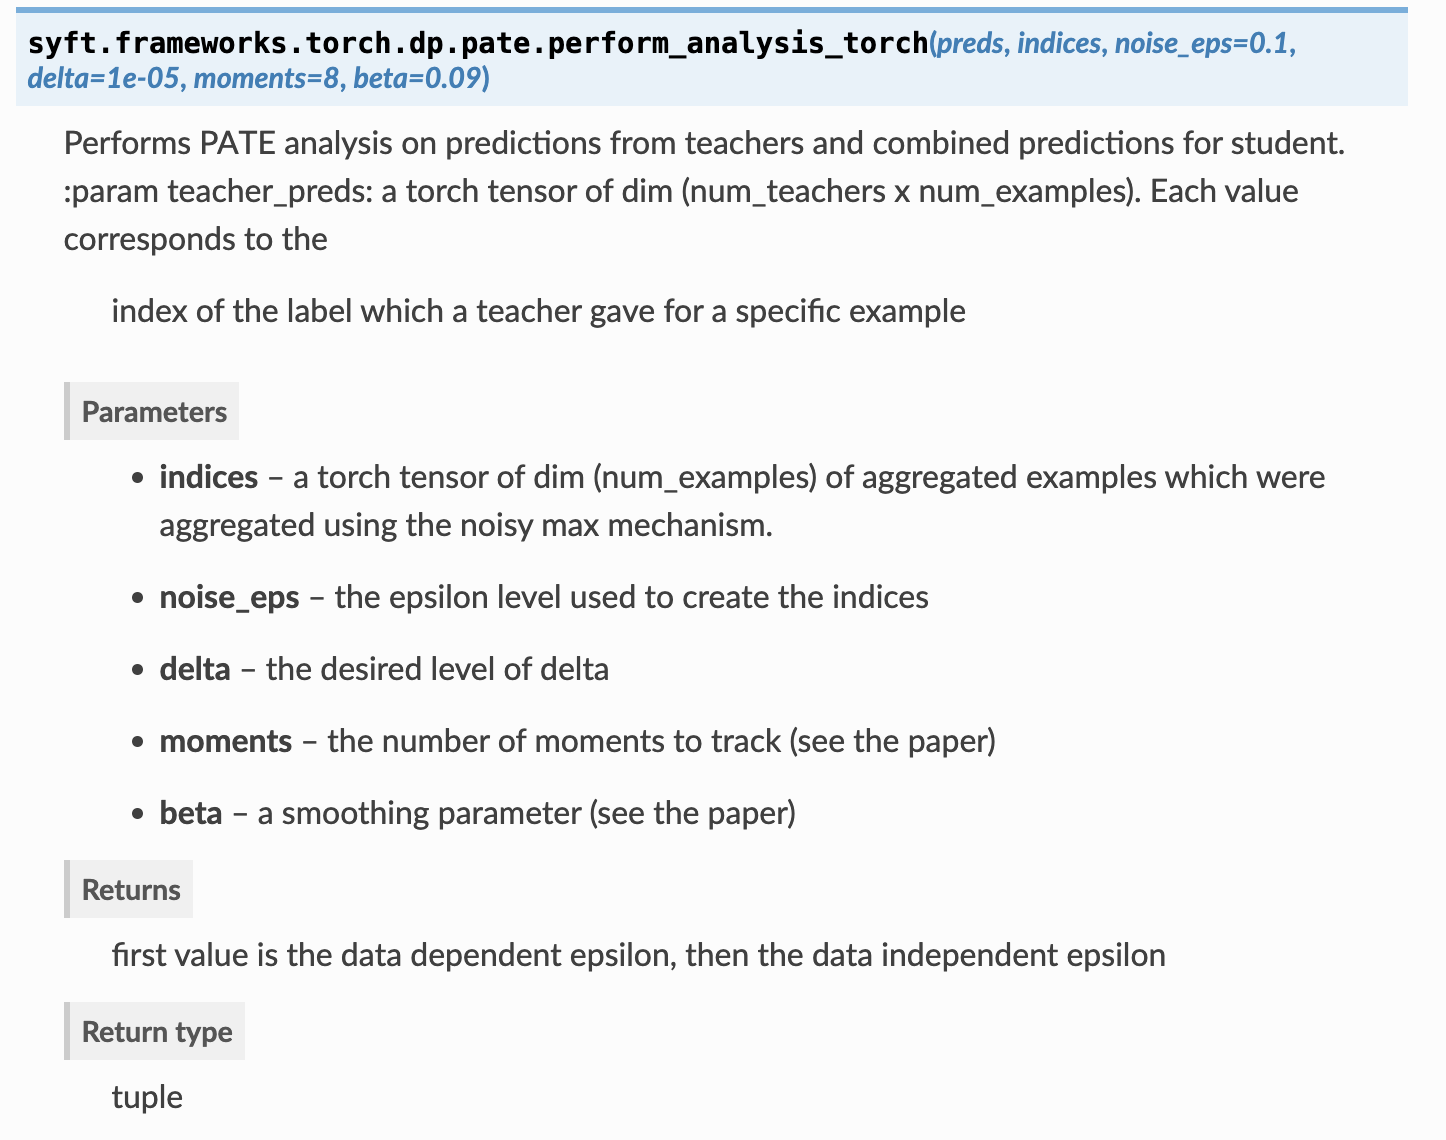 syft.frameworks.torch.dp.pate.perform_analysis_torch(preds, indices, noise_eps=0.1,
delta=1e-05, moments=8, beta=0.09)
Performs PATE analysis on predictions from teachers and combined predictions for student.
:param teacher_preds: a torch tensor of dim (num_teachers x num_examples). Each value
corresponds to the
index of the label which a teacher gave for a specific example
Parameters
• indices – a torch tensor of dim (num_examples) of aggregated examples which were
aggregated using the noisy max mechanism.
• noise_eps – the epsilon level used to create the indices
• delta – the desired level of delta
• moments – the number of moments to track (see the paper)
• beta – a smoothing parameter (see the paper)
Returns
first value is the data dependent epsilon, then the data independent epsilon
Return type
tuple